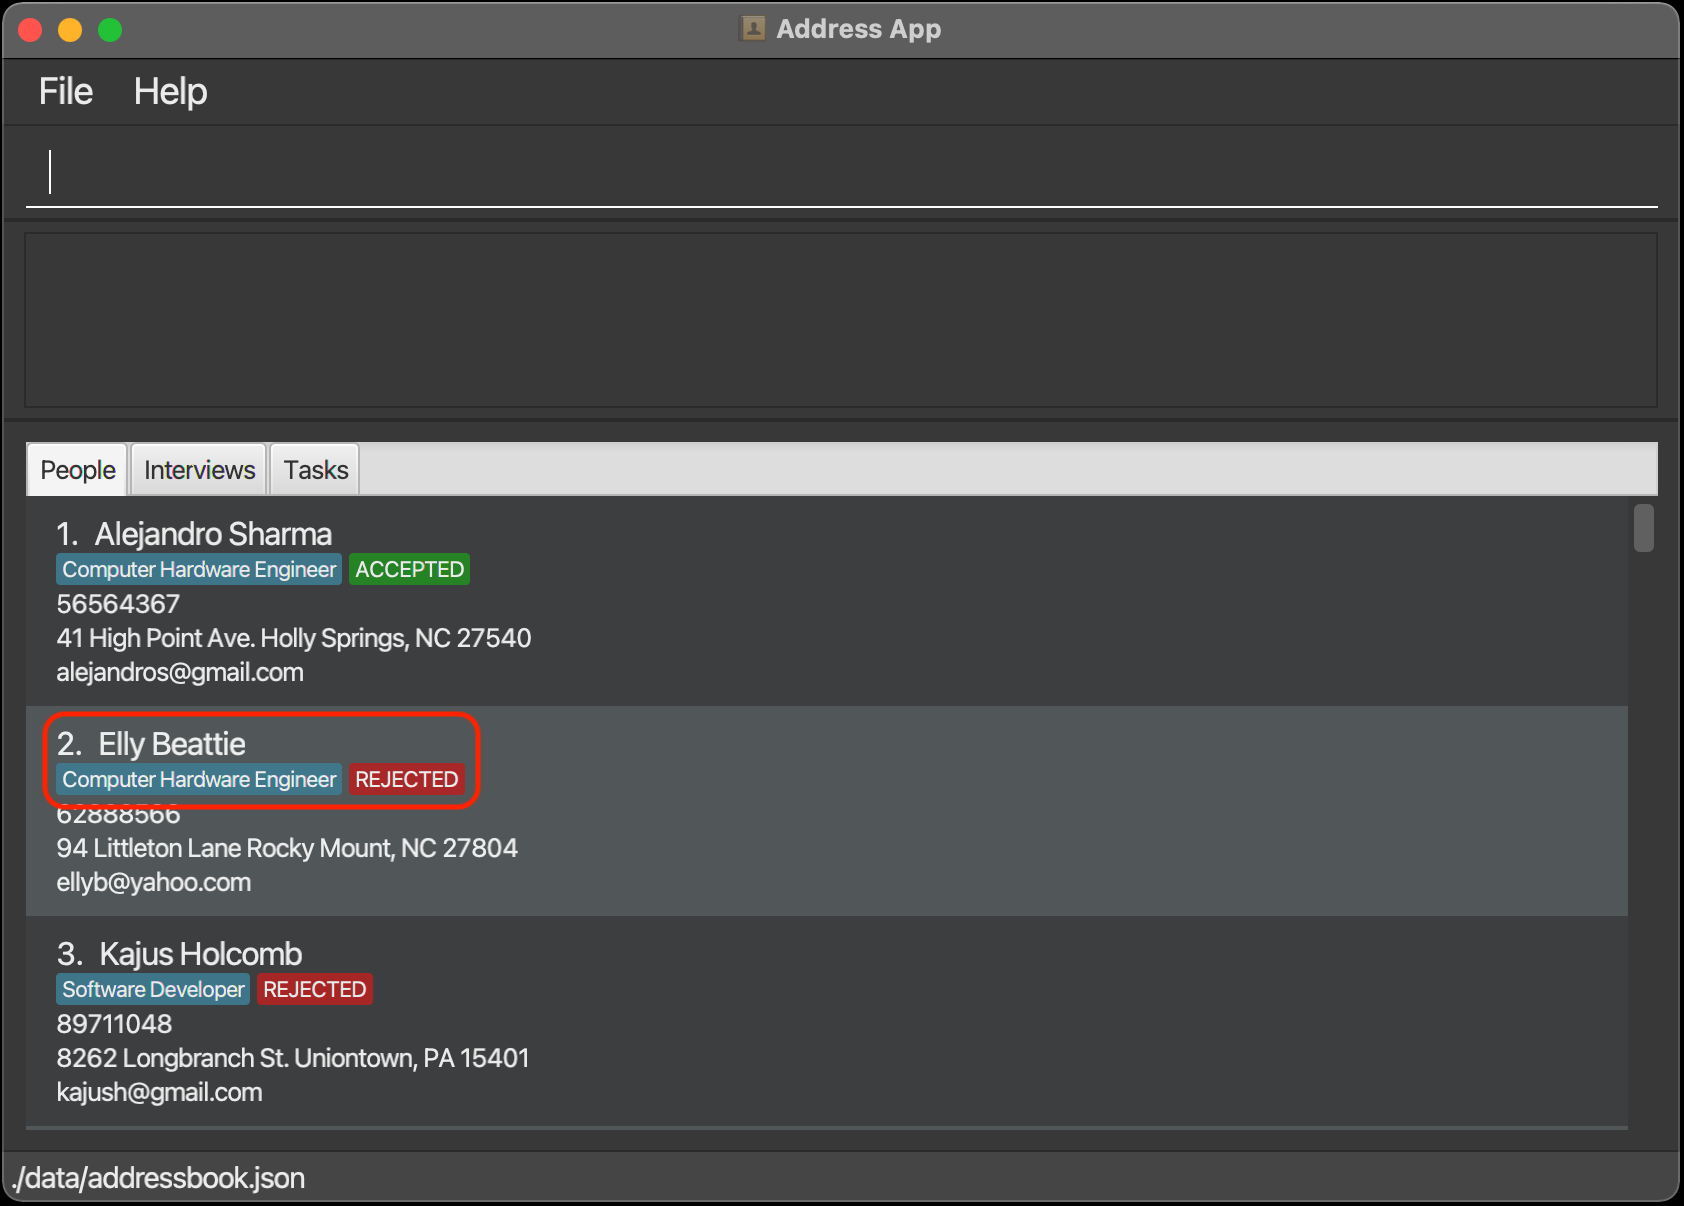 Address App
File Help
People Interviews Tasks
1. Alejandro Sharma
Computer Hardware Engineer ACCEPTED
56564367
41 High Point Ave. Holly Springs, NC 27540
alejandros@gmail.com
2. Elly Beattie
Computer Hardware Engineer REJECTED
62888566
94 Littleton Lane Rocky Mount, NC 27804
ellyb@yahoo.com
3. Kajus Holcomb
Software Developer REJECTED
89711048
8262 Longbranch St. Uniontown, PA 15401
kajush@gmail.com
./data/addressbook.json